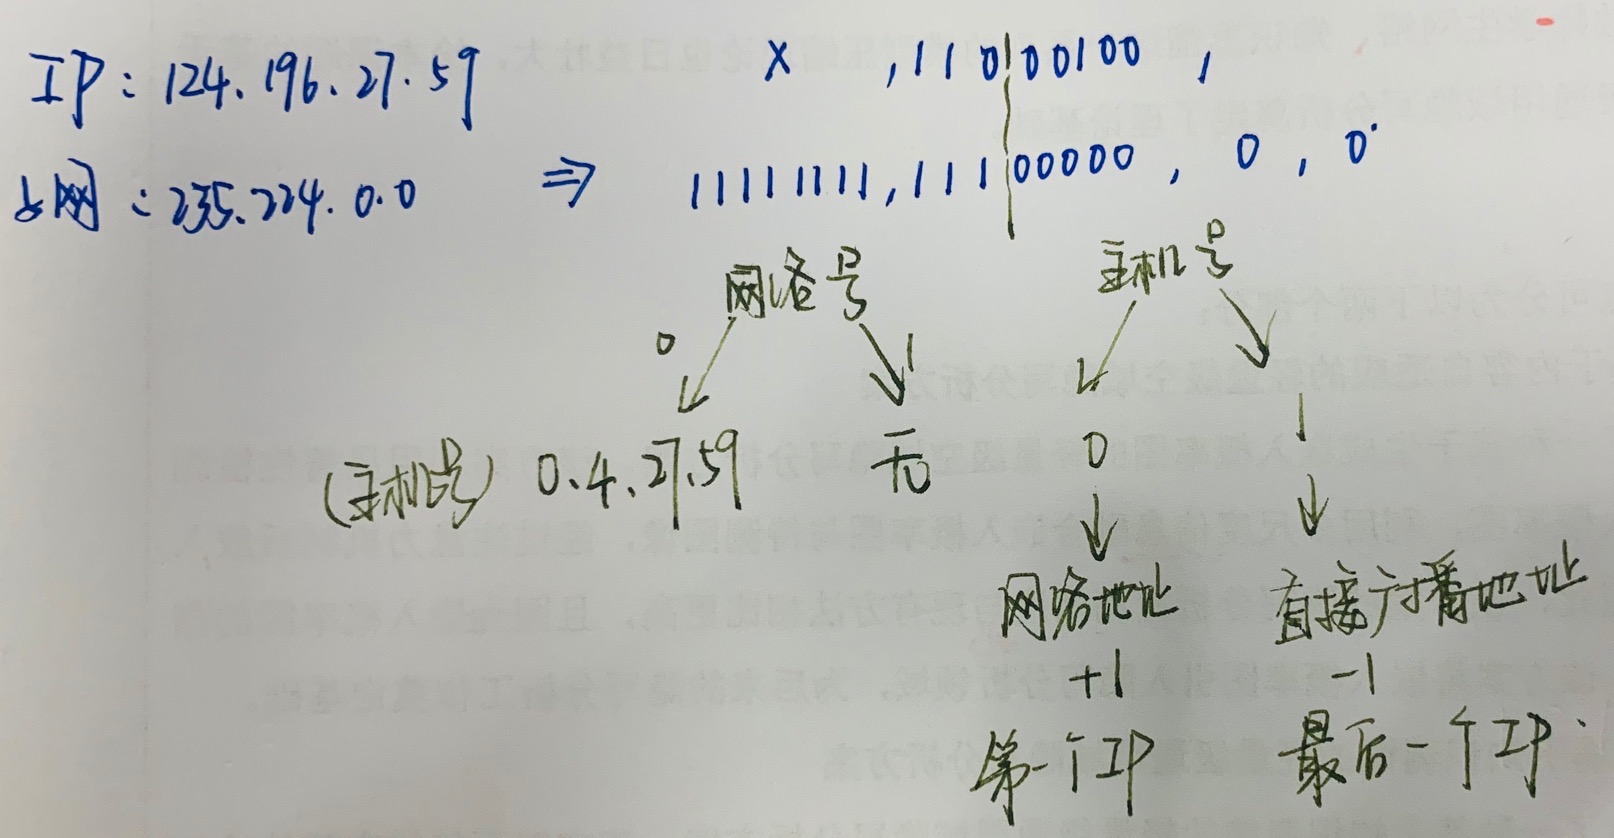 IP：124.196.27.59 X ,110 00100 ,
子网：235.224.0.0 ⇒ 11111111,111 00000 , 0 , 0
网络号 主机号
0 1
(主机号) 0.4.27.59 无 0 1
网络地址 直接广播地址
+1 -1
第一个IP 最后一个IP